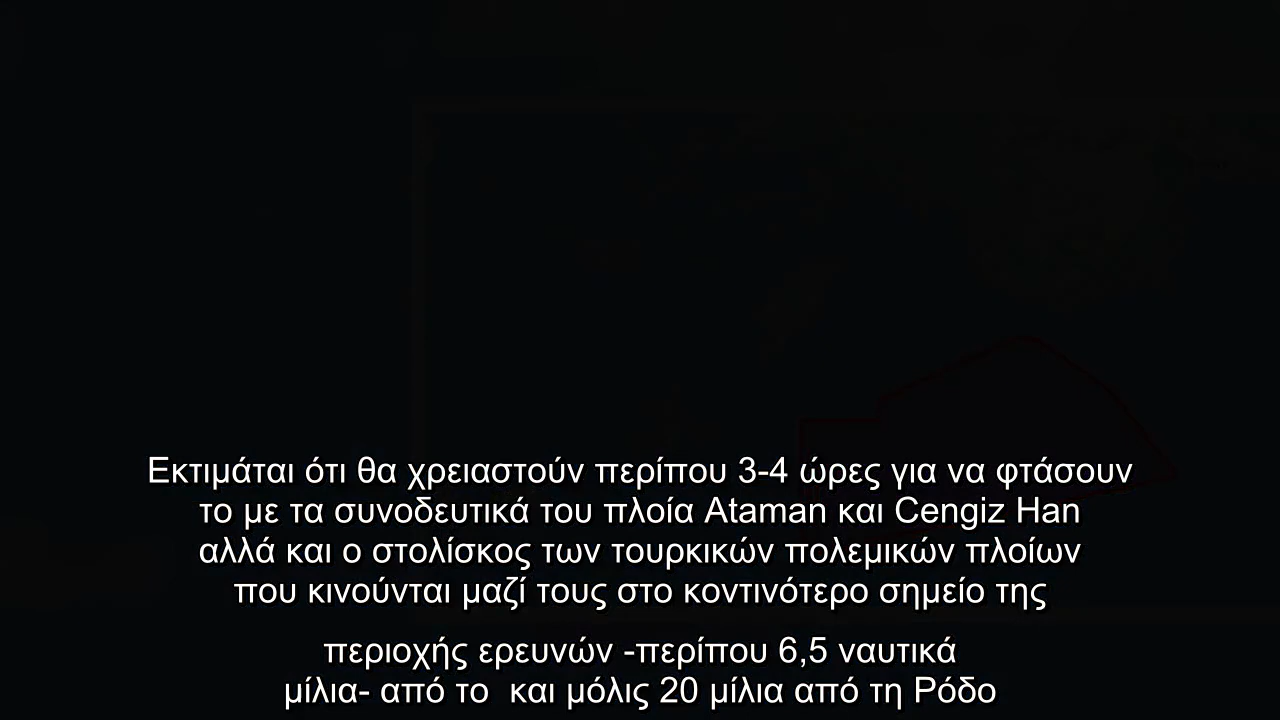 Εκτιμάται ότι θα χρειαστούν περίπου 3-4 ώρες για να φτάσουν
το με τα συνοδευτικά του πλοία Ataman και Cengiz Han
αλλά και ο στολίσκος των τουρκικών πολεμικών πλοίων
που κινούνται μαζί τους στο κοντινότερο σημείο της
περιοχής ερευνών -περίπου 6,5 ναυτικά
μίλια- από το  και μόλις 20 μίλια από τη Ρόδο